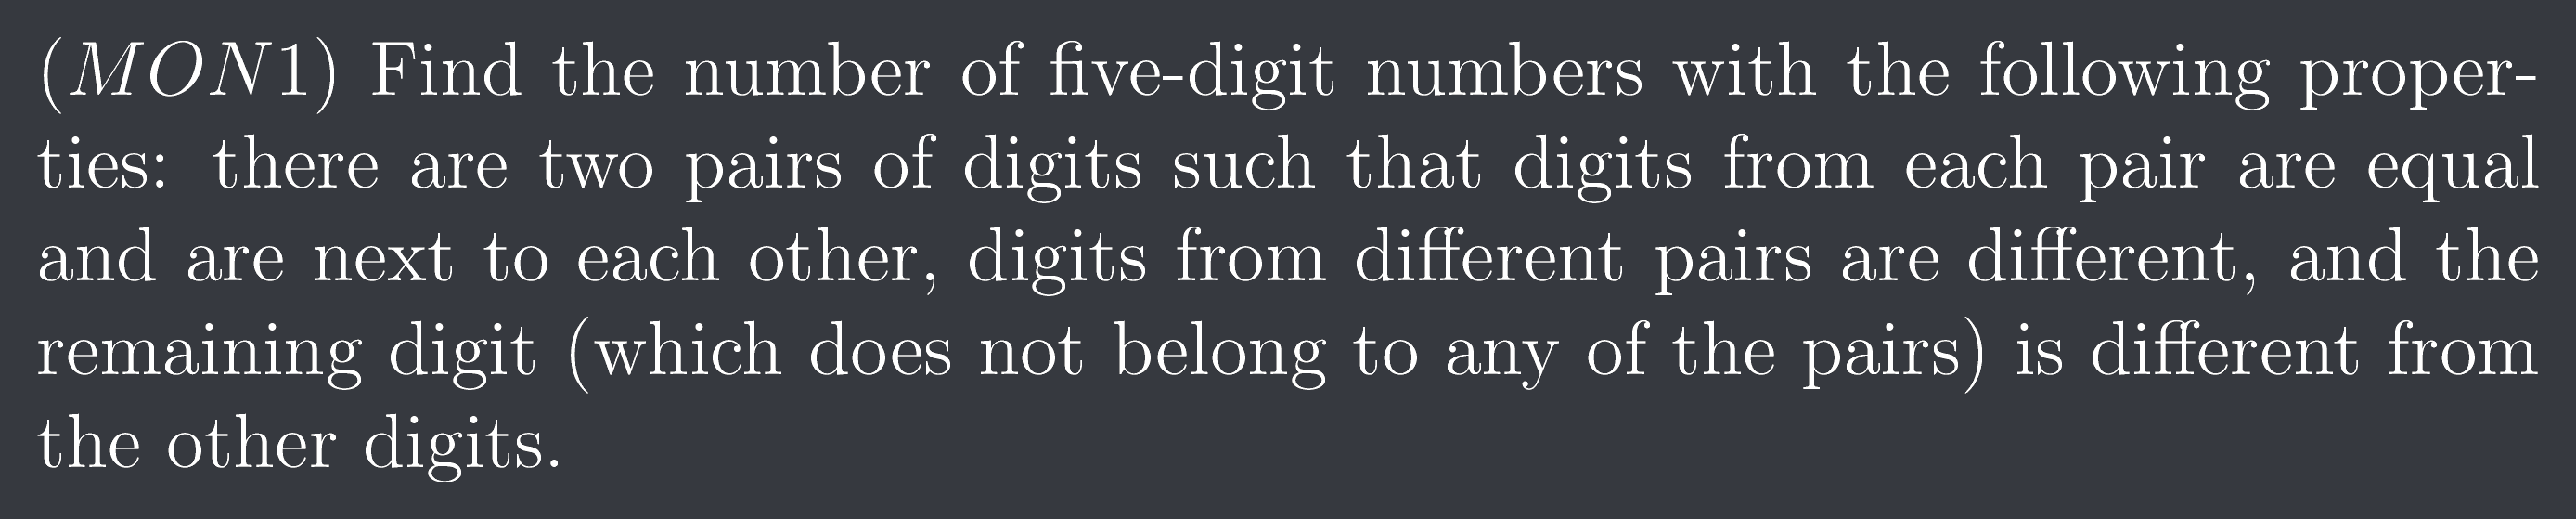 (MON1) Find the number of five-digit numbers with the following proper-
ties: there are two pairs of digits such that digits from each pair are equal
and are next to each other, digits from different pairs are different, and the
remaining digit (which does not belong to any of the pairs) is different from
the other digits.